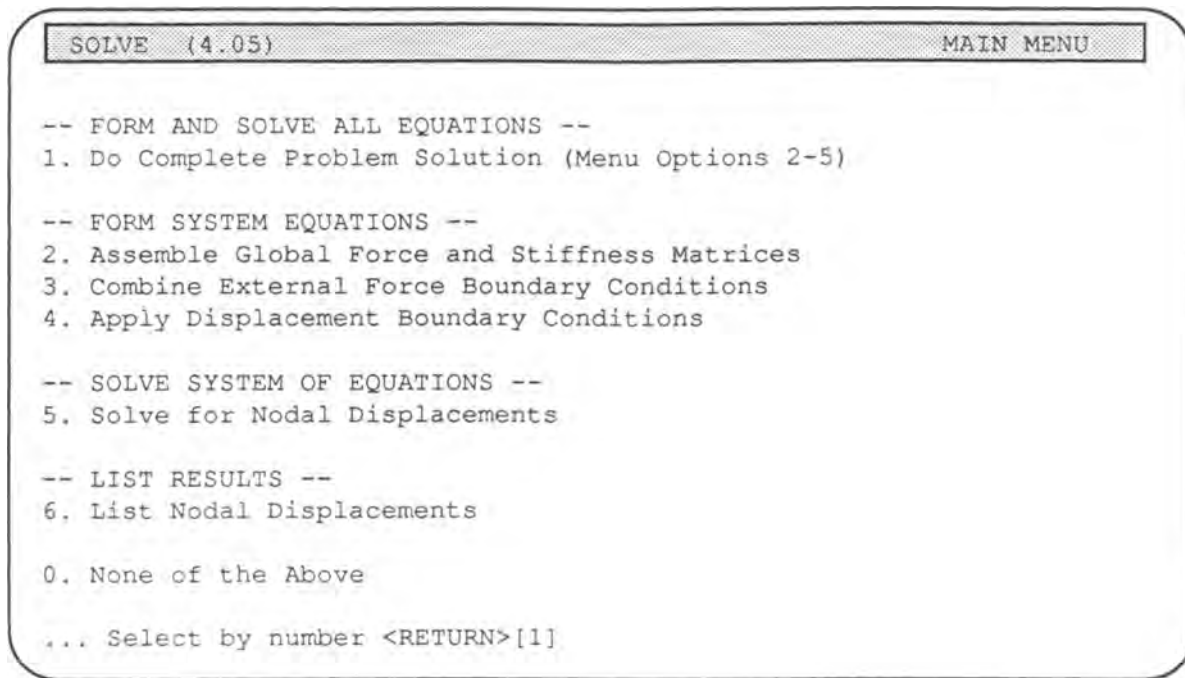 SOLVE (4.05) MAIN MENU
-- FORM AND SOLVE ALL EQUATIONS --
1. Do Complete Problem Solution (Menu Options 2-5)
-- FORM SYSTEM EQUATIONS --
2. Assemble Global Force and Stiffness Matrices
3. Combine External Force Boundary Conditions
4. Apply Displacement Boundary Conditions
-- SOLVE SYSTEM OF EQUATIONS --
5. Solve for Nodal Displacements
-- LIST RESULTS --
6. List Nodal Displacements
0. None of the Above
... Select by number <RETURN>[1]